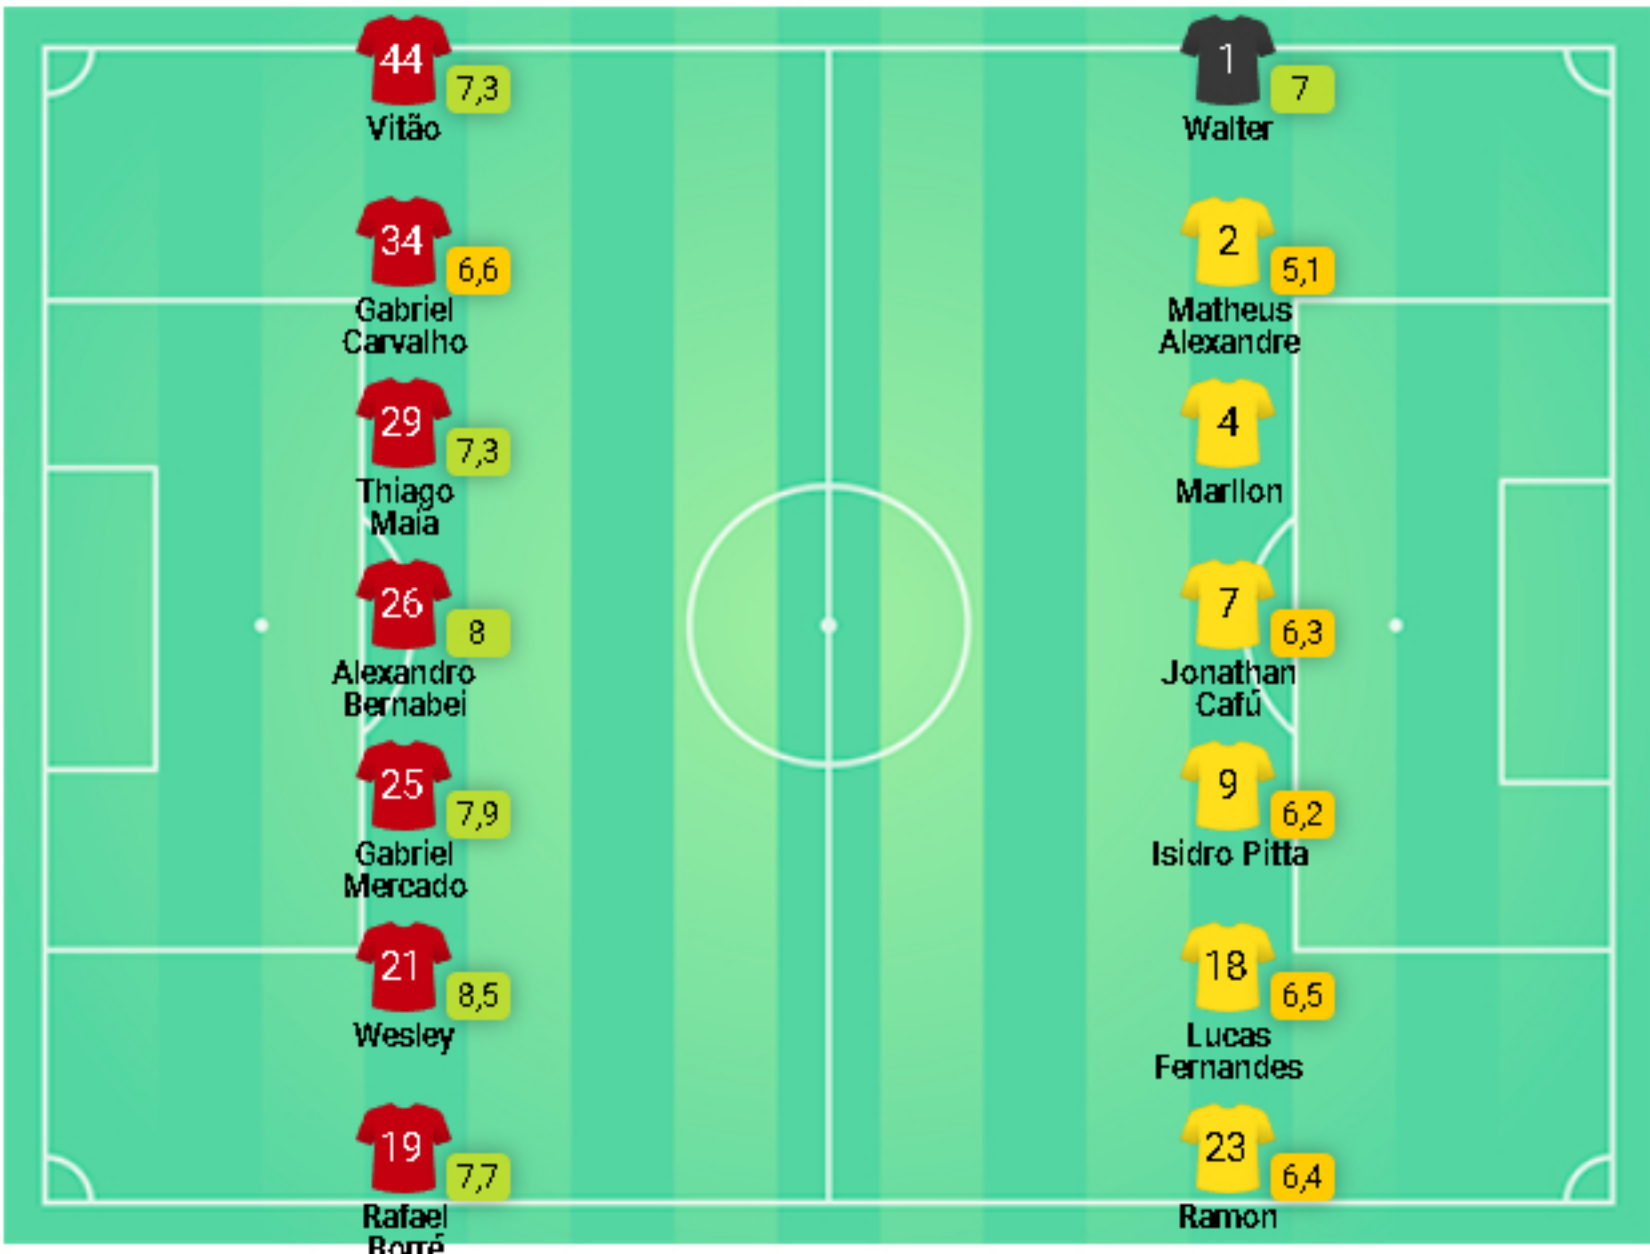 44
7,3
Vitão
34
6,6
Gabriel
Carvalho
29
7,3
Thiago
Maia
26
8
Alexandro
Bernabei
25
7,9
Gabriel
Mercado
21
8,5
Wesley
19
7,7
Rafael
Borré
1
7
Walter
2
5,1
Matheus
Alexandre
4
Marllon
7
6,3
Jonathan
Cafú
9
6,2
Isidro Pitta
18
6,5
Lucas
Fernandes
23
6,4
Ramon